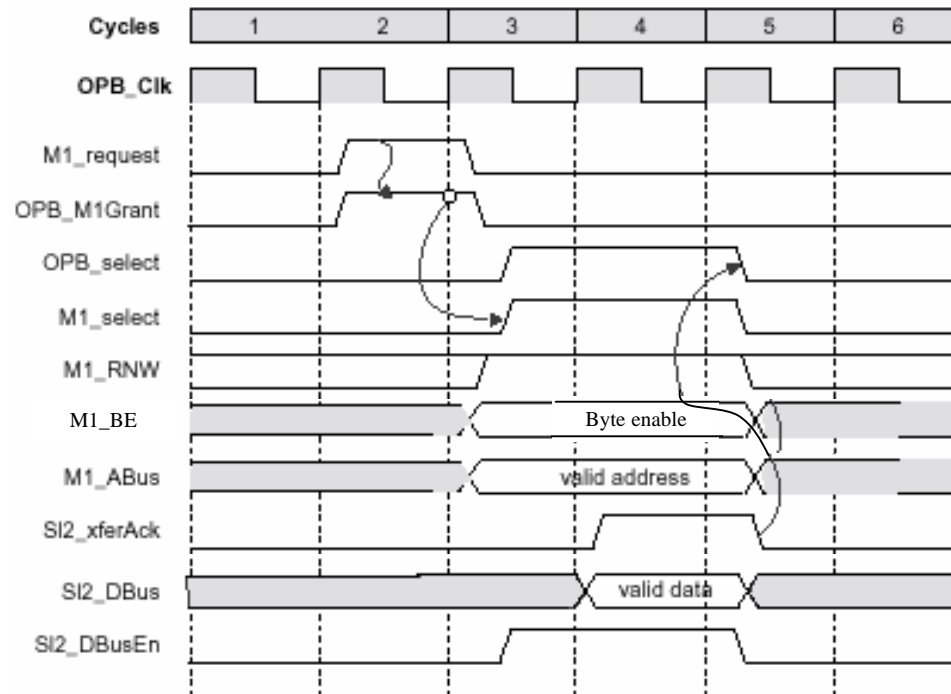 Cycles 1 2 3 4 5 6
OPB_Clk
M1_request
OPB_M1Grant
OPB_select
M1_select
M1_RNW
M1_BE Byte enable
M1_ABus valid address
Sl2_xferAck
Sl2_DBus valid data
Sl2_DBusEn